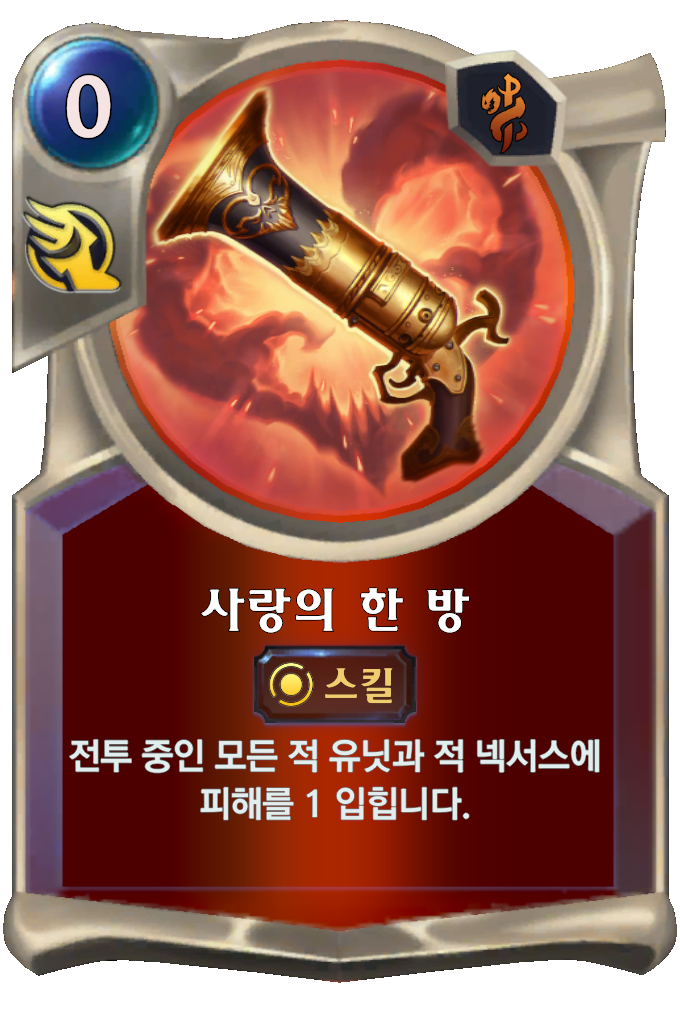 0
사랑의 한 방
스킬
전투 중인 모든 적 유닛과 적 넥서스에
피해를 1 입힙니다.